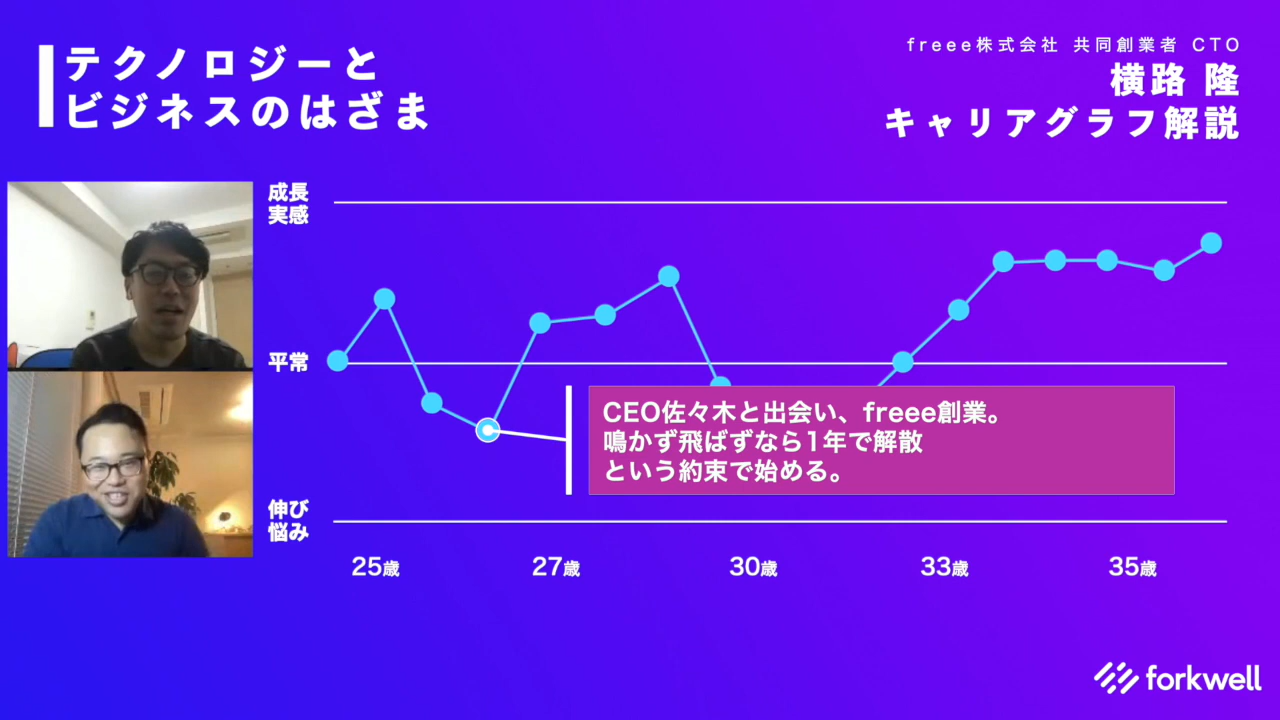 テクノロジーと
ビジネスのはざま
freee株式会社 共同創業者 CTO
横路 隆
キャリアグラフ解説
成長
実感
平常
CEO佐々木と出会い、freee創業。
鳴かず飛ばずなら1年で解散
という約束で始める。
伸び
悩み
25歳
27歳
30歳
33歳
35歳
forkwell